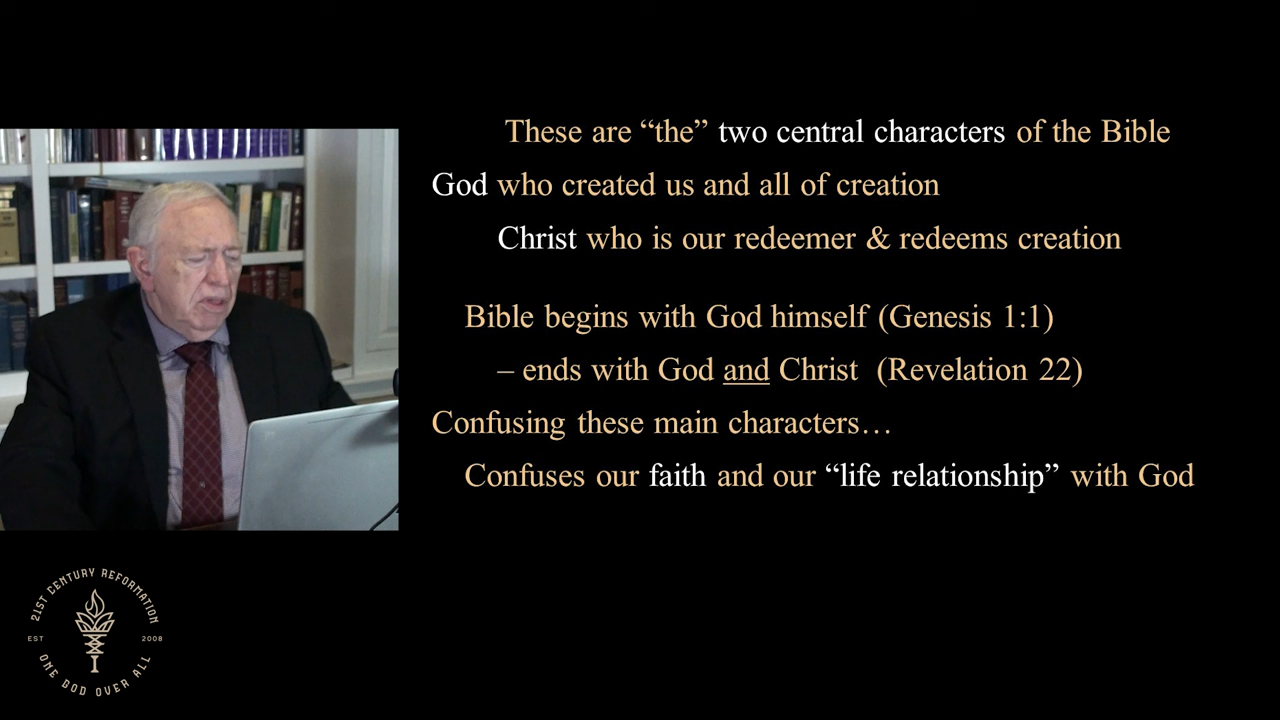 These are “the” two central characters of the Bible
God who created us and all of creation
Christ who is our redeemer & redeems creation
Bible begins with God himself (Genesis 1:1)
– ends with God and Christ (Revelation 22)
Confusing these main characters…
Confuses our faith and our “life relationship” with God
21ST CENTURY REFORMATION
EST 2008
ONE GOD OVER ALL